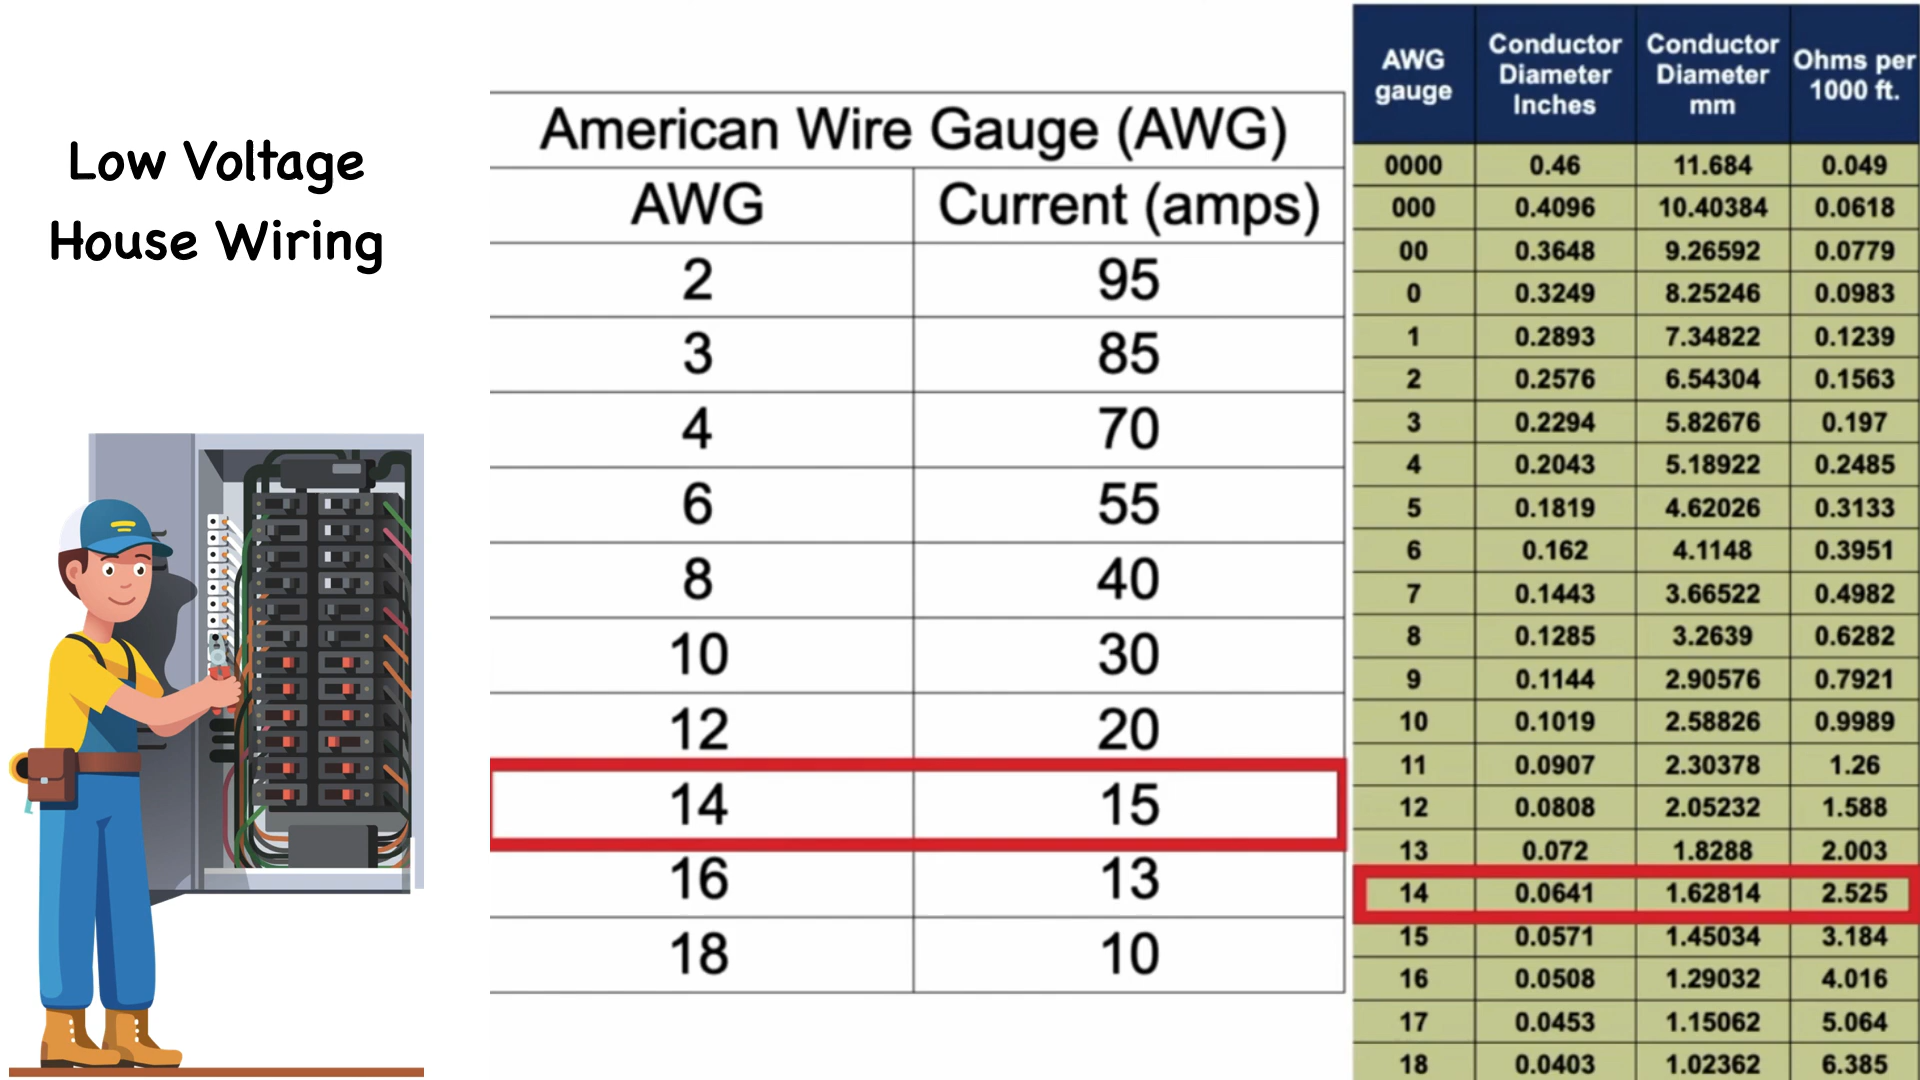 Low Voltage
House Wiring
American Wire Gauge (AWG)
AWG Current (amps)
2 95
3 85
4 70
6 55
8 40
10 30
12 20
14 15
16 13
18 10
AWG gauge Conductor Diameter Inches Conductor Diameter mm Ohms per 1000 ft.
0000 0.46 11.684 0.049
000 0.4096 10.40384 0.0618
00 0.3648 9.26592 0.0779
0 0.3249 8.25246 0.0983
1 0.2893 7.34822 0.1239
2 0.2576 6.54304 0.1563
3 0.2294 5.82676 0.197
4 0.2043 5.18922 0.2485
5 0.1819 4.62026 0.3133
6 0.162 4.1148 0.3951
7 0.1443 3.66522 0.4982
8 0.1285 3.2639 0.6282
9 0.1144 2.90576 0.7921
10 0.1019 2.58826 0.9989
11 0.0907 2.30378 1.26
12 0.0808 2.05232 1.588
13 0.072 1.8288 2.003
14 0.0641 1.62814 2.525
15 0.0571 1.45034 3.184
16 0.0508 1.29032 4.016
17 0.0453 1.15062 5.064
18 0.0403 1.02362 6.385